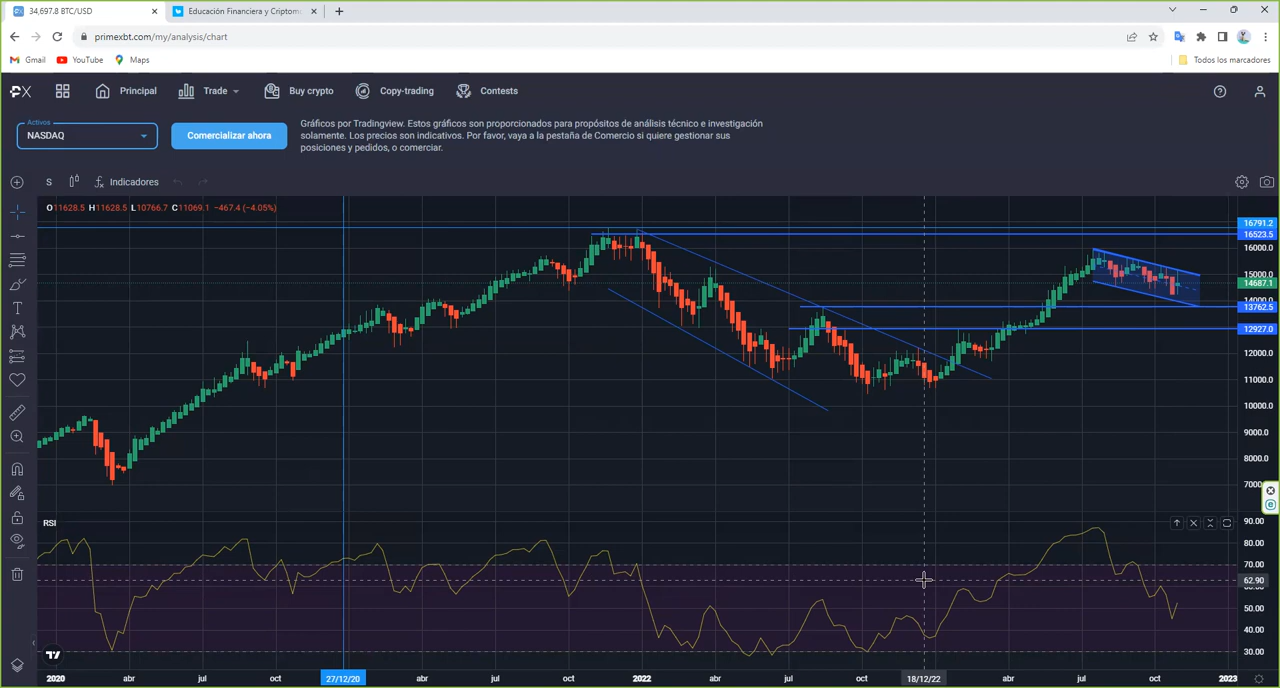 34,697.8 BTC/USD
Educación Financiera y Criptom
primexbt.com/my/analysis/chart
Gmail YouTube Maps Todos los marcadores
PX Principal Trade Buy crypto Copy-trading Contests
Activos
NASDAQ
Comercializar ahora
Gráficos por Tradingview. Estos gráficos son proporcionados para propósitos de análisis técnico e investigación
solamente. Los precios son indicativos. Por favor, vaya a la pestaña de Comercio si quiere gestionar sus
posiciones y pedidos, o comerciar.
S Indicadores
O11628.5 H11628.5 L10766.7 C11069.1 −467.4 (−4.05%)
16791.2
16523.5
16000.0
15000.0
14687.1
14000.0
13762.5
12927.0
12000.0
11000.0
10000.0
9000.0
8000.0
7000
RSI
90.00
80.00
70.00
62.90
50.00
40.00
30.00
2020 abr jul oct 27/12/20 abr jul oct 2022 abr jul oct 18/12/22 abr jul oct 2023